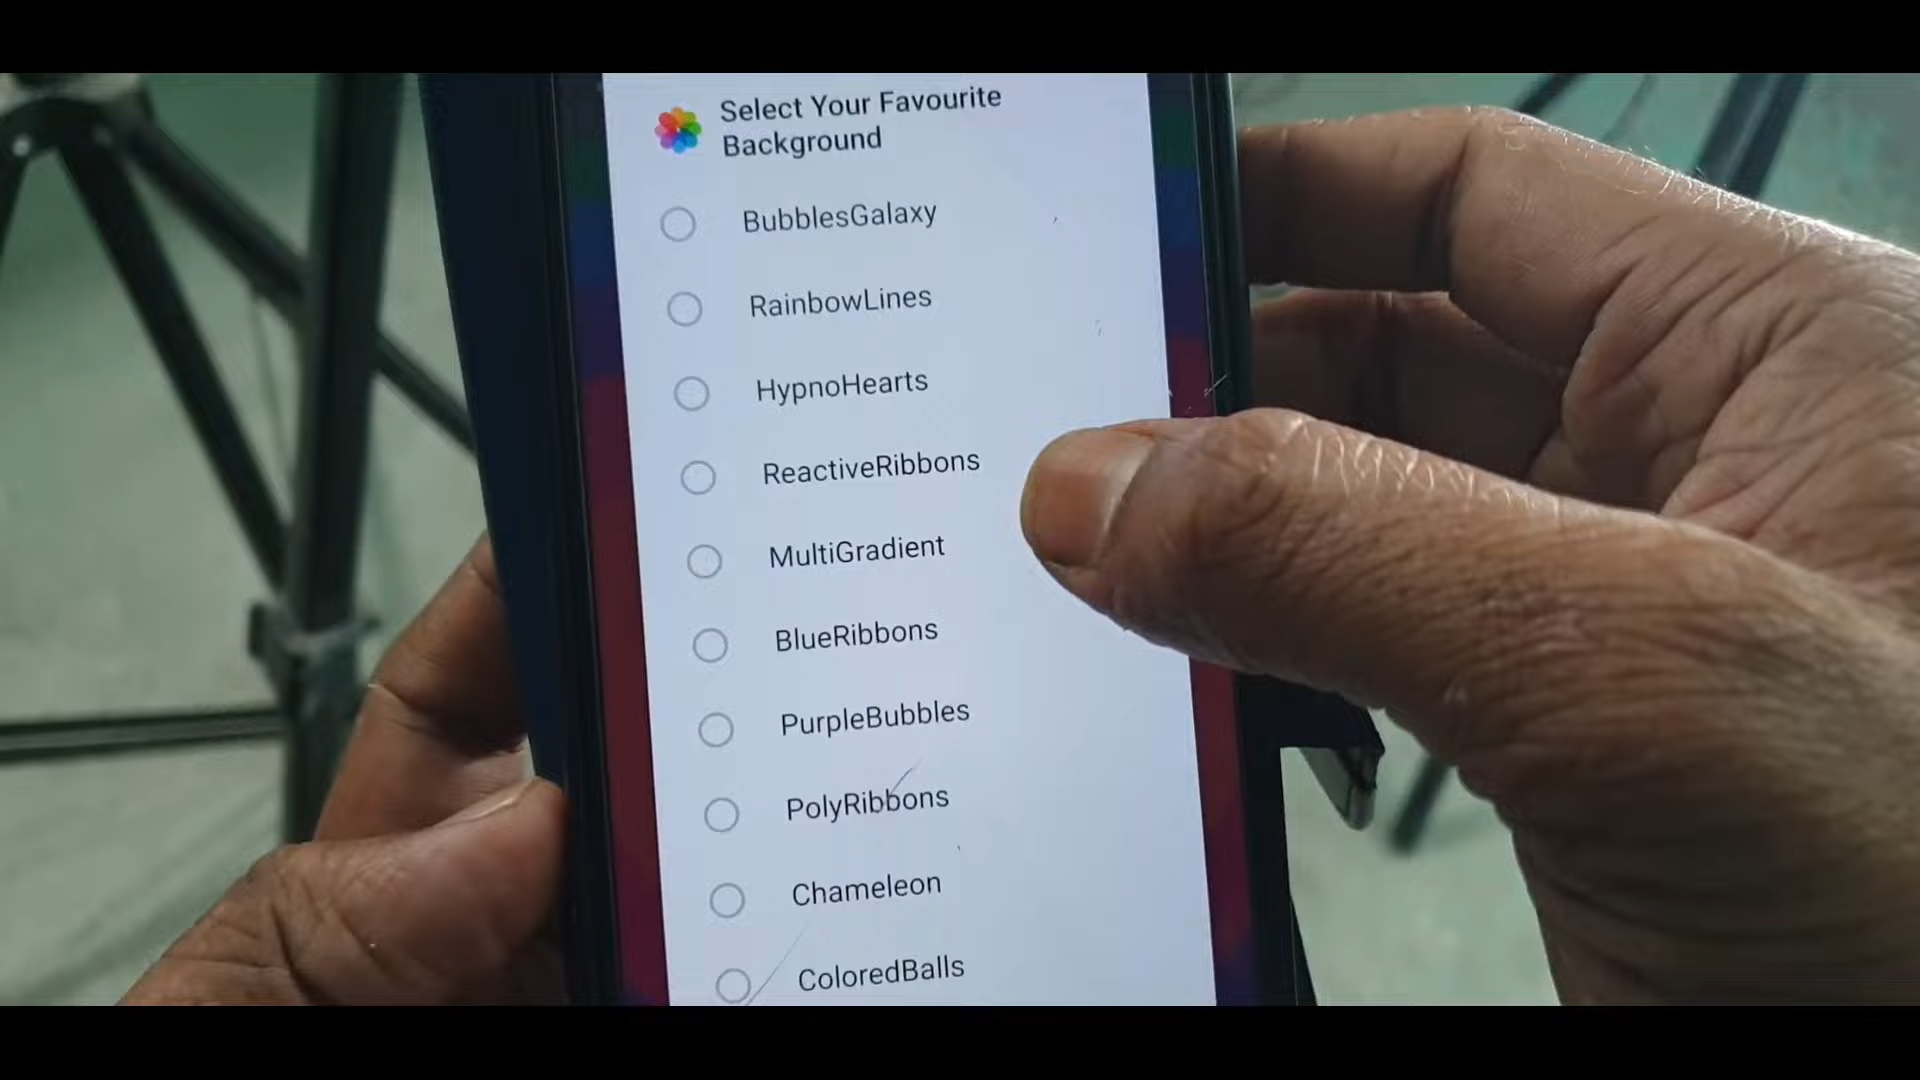 Select Your Favourite
Background
BubblesGalaxy
RainbowLines
HypnoHearts
ReactiveRibbons
MultiGradient
BlueRibbons
PurpleBubbles
PolyRibbons
Chameleon
ColoredBalls